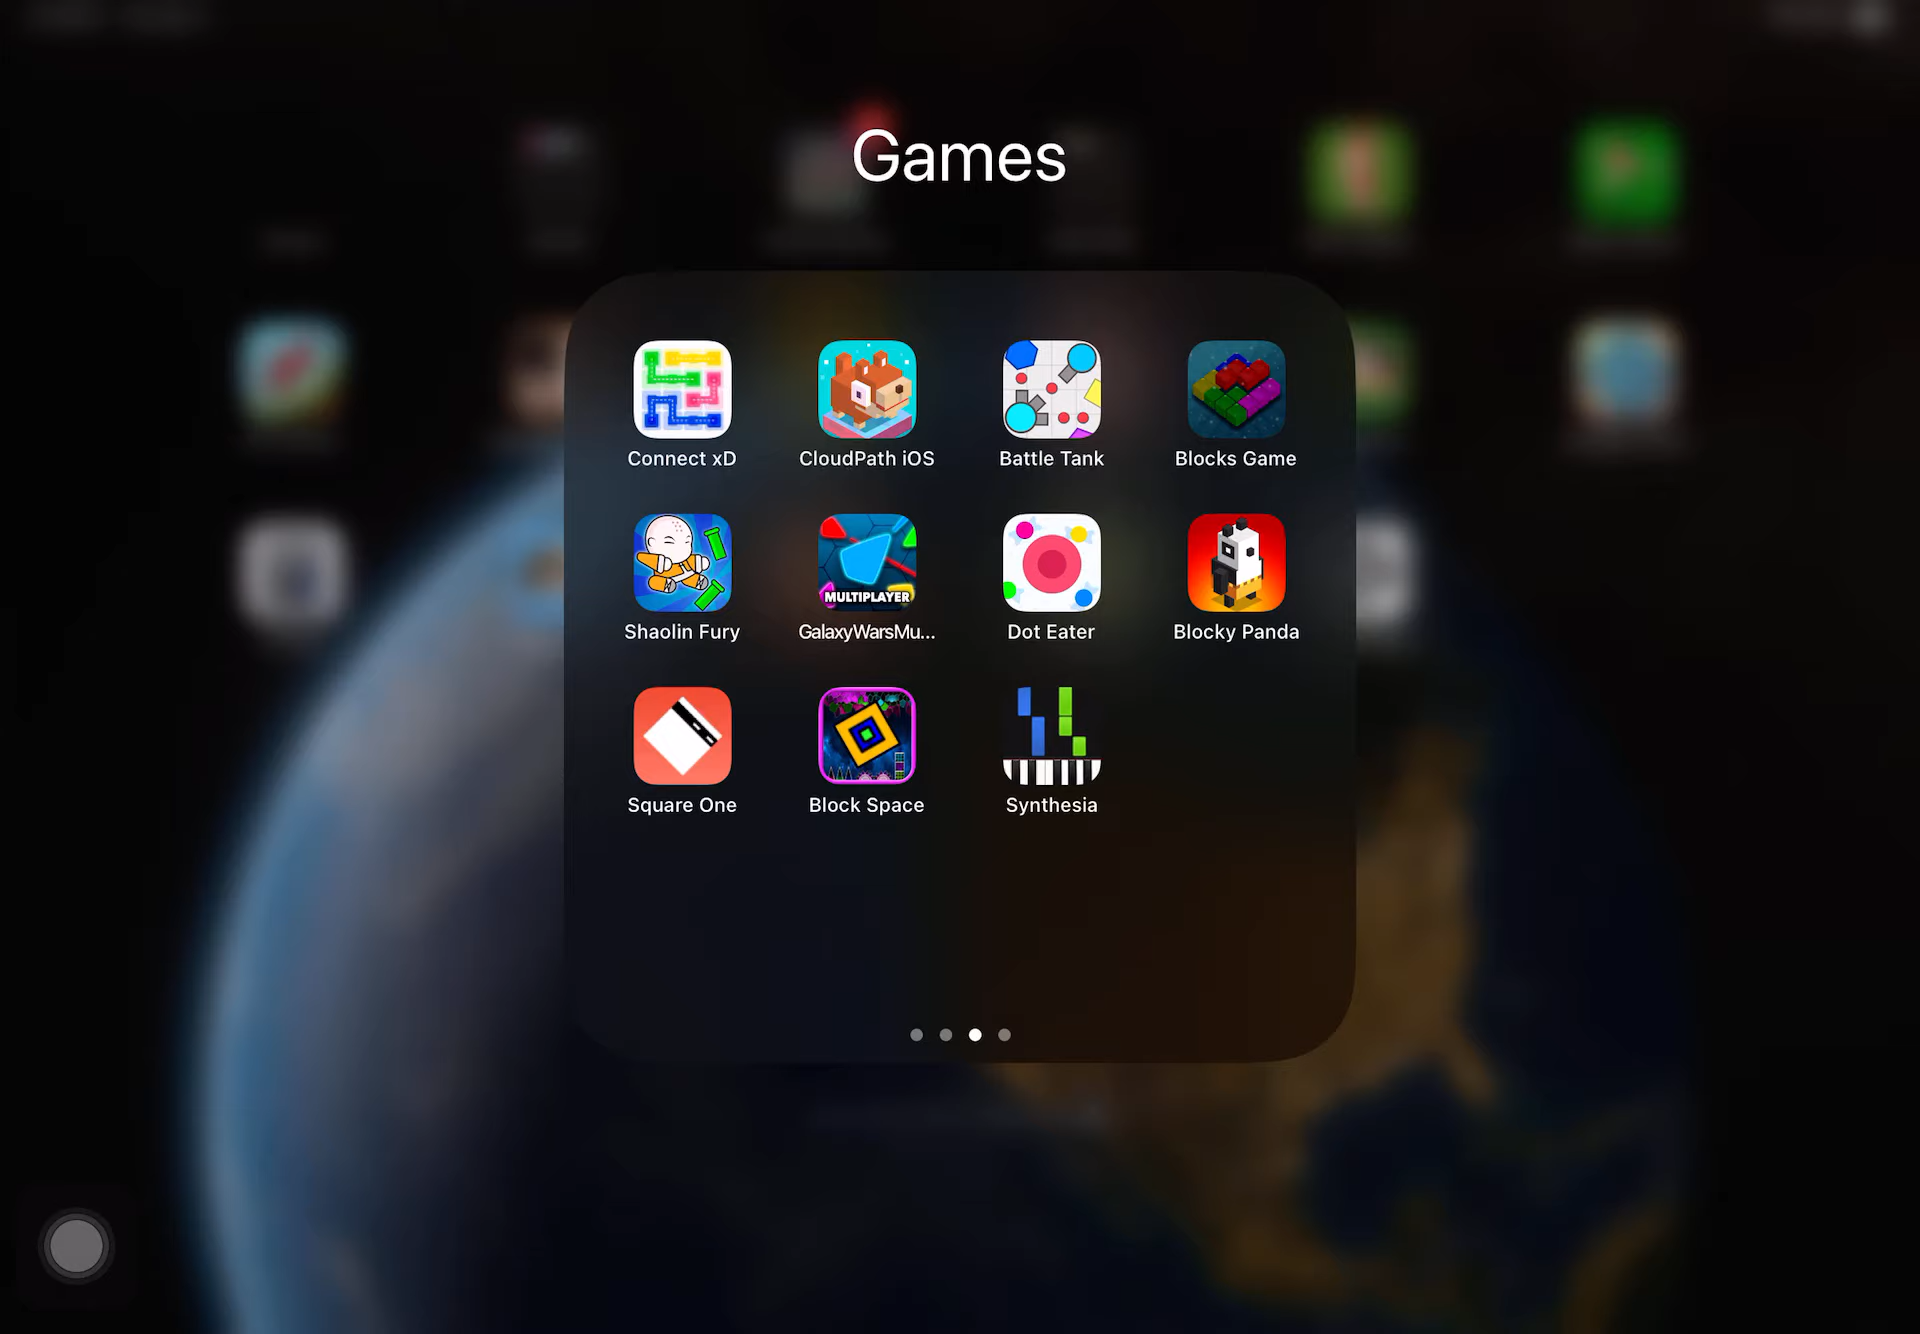 Games
Connect xD
CloudPath iOS
Battle Tank
Blocks Game
Shaolin Fury
MULTIPLAYER
GalaxyWarsMu...
Dot Eater
Blocky Panda
Square One
Block Space
Synthesia